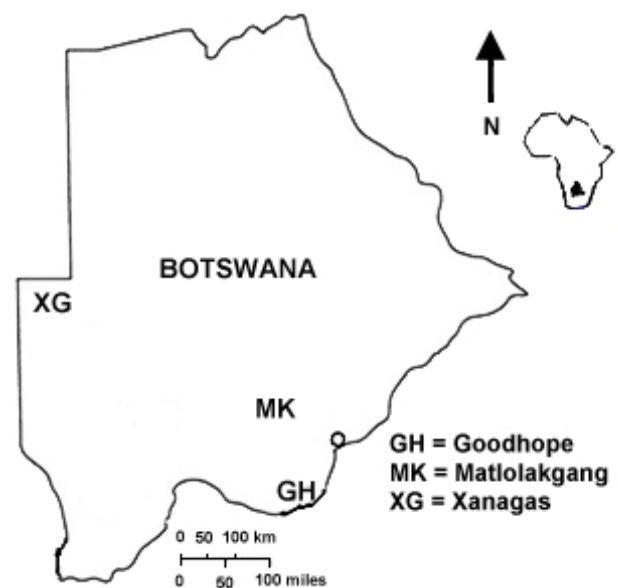 N
BOTSWANA
XG
MK
GH = Goodhope
MK = Matlolakgang
XG = Xanagas
GH
0 50 100 km
0 50 100 miles